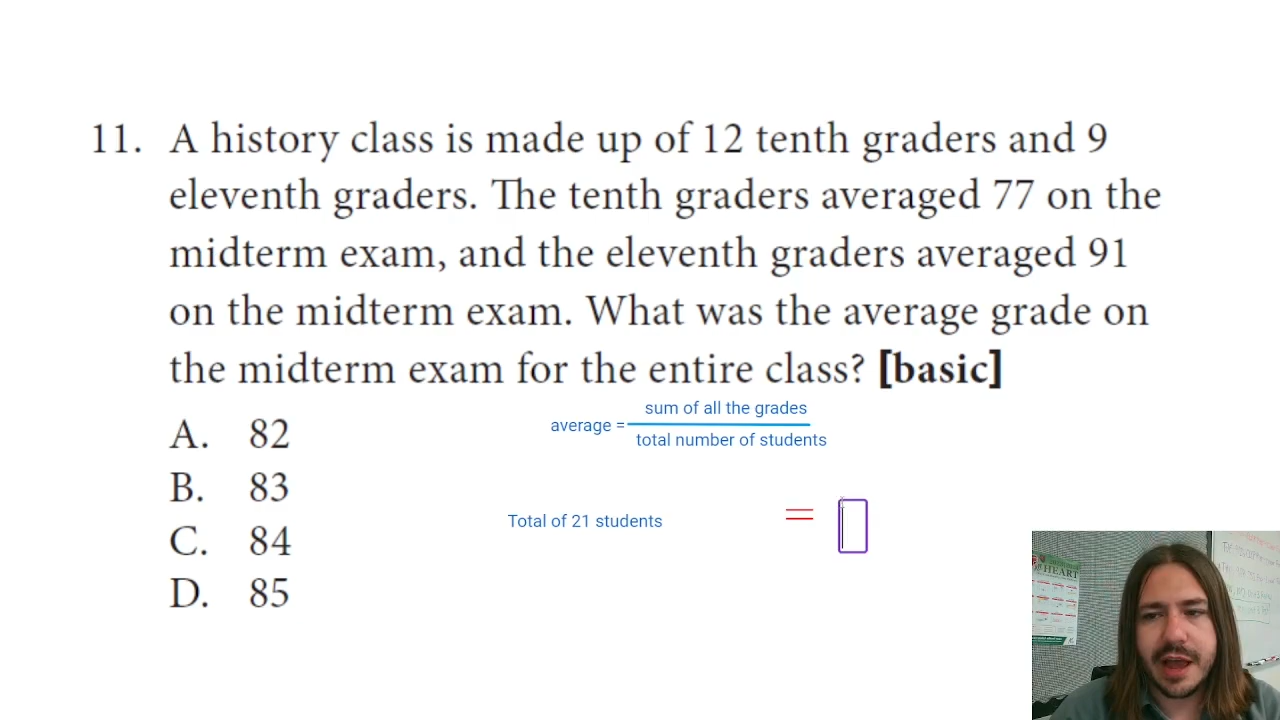 11. A history class is made up of 12 tenth graders and 9
eleventh graders. The tenth graders averaged 77 on the
midterm exam, and the eleventh graders averaged 91
on the midterm exam. What was the average grade on
the midterm exam for the entire class? [basic]
A. 82
B. 83
C. 84
D. 85
average =
sum of all the grades
total number of students
Total of 21 students
=
HEART